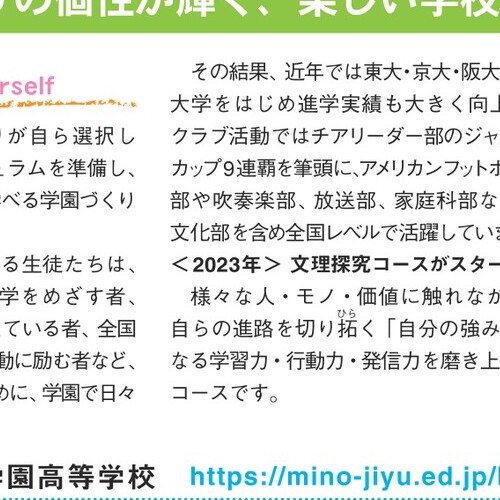 の個性が輝く、楽しい学校
rself
りが自ら選択し
ュラムを準備し、
べる学園づくり
る生徒たちは、
学をめざす者、
ている者、全国
動に励む者など、
めに、学園で日々
その結果、近年では東大・京大・阪大
大学をはじめ進学実績も大きく向上
クラブ活動ではチアリーダー部のジャ
カップ9連覇を筆頭に、アメリカンフットボ
部や吹奏楽部、放送部、家庭科部な
文化部を含め全国レベルで活躍してい
＜2023年＞ 文理探究コースがスター
様々な人・モノ・価値に触れなが
自らの進路を切り拓く「自分の強み
ひら
なる学習力・行動力・発信力を磨き上
コースです。
学園高等学校 https://mino-jiyu.ed.jp/